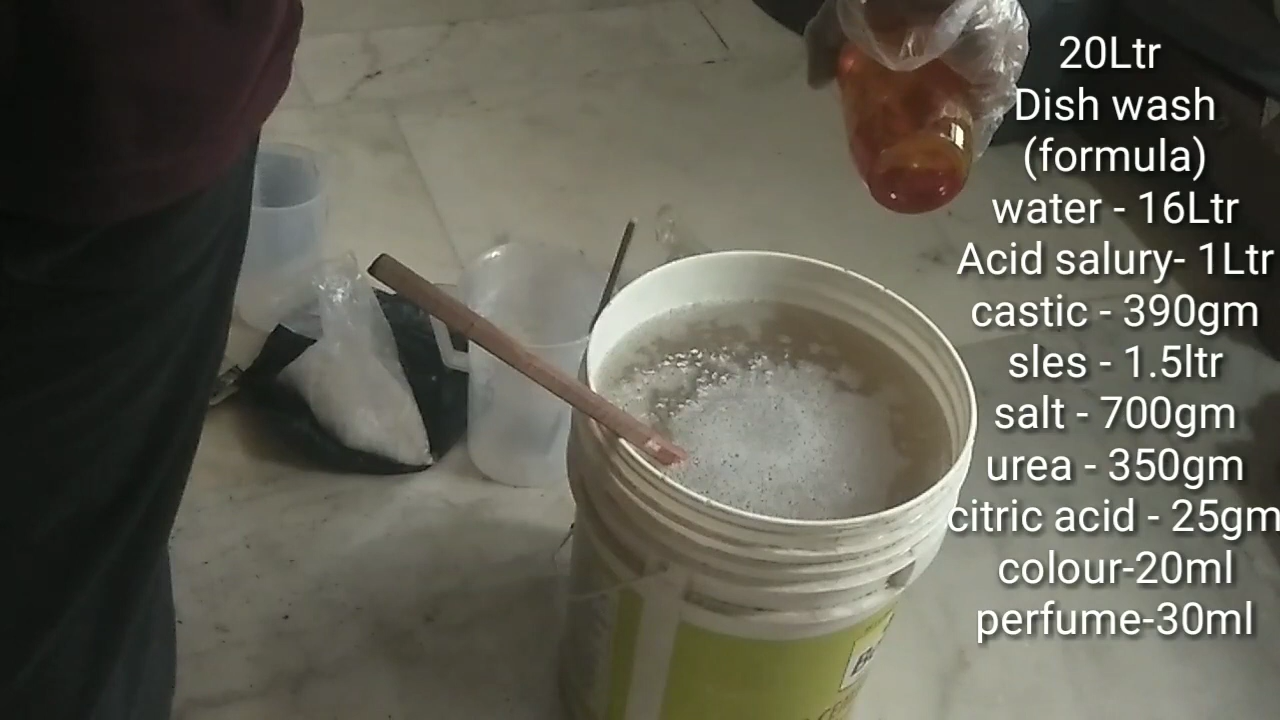 20Ltr
Dish wash
(formula)
water - 16Ltr
Acid salury- 1Ltr
castic - 390gm
sles - 1.5ltr
salt - 700gm
urea - 350gm
citric acid - 25gm
colour-20ml
perfume-30ml